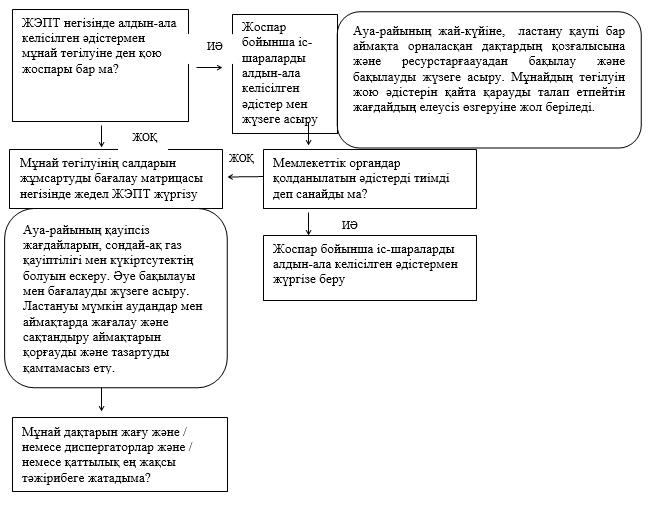 ЖЭПТ негізінде алдын-ала
келісілген әдістермен
мұнай төгілуіне ден қою
жоспары бар ма?
ИӘ
Жоспар
бойынша іс-
шараларды
алдын-ала
келісілген
әдістер мен
жүзеге асыру
Ауа-райының жай-күйіне, ластану қаупі бар
аймақта орналасқан дақтардың қозғалысына
және ресурстарғаауадан бақылау және
бақылауды жүзеге асыру. Мұнайдың төгілуін
жою әдістерін қайта қарауды талап етпейтін
жағдайдың елеусіз өзгеруіне жол беріледі.
ЖОҚ
Мұнай төгілуінің салдарын
жұмсартуды бағалау матрицасы
негізінде жедел ЖЭПТ жүргізу
ЖОҚ
Мемлекеттік органдар
қолданылатын әдістерді тиімді
деп санайды ма?
ИӘ
Жоспар бойынша іс-шараларды
алдын-ала келісілген әдістермен
жүргізе беру
Ауа-райының қауіпсіз
жағдайларын, сондай-ақ газ
қауіптілігі мен күкіртсутектің
болуын ескеру. Әуе бақылауы
мен бағалауды жүзеге асыру.
Ластануы мүмкін аудандар мен
аймақтарда жағалау және
сақтандыру аймақтарын
қорғауды және тазартуды
қамтамасыз ету.
Мұнай дақтарын жағу және /
немесе диспергаторлар және /
немесе қаттылық ең жақсы
тәжірибеге жатадыма?